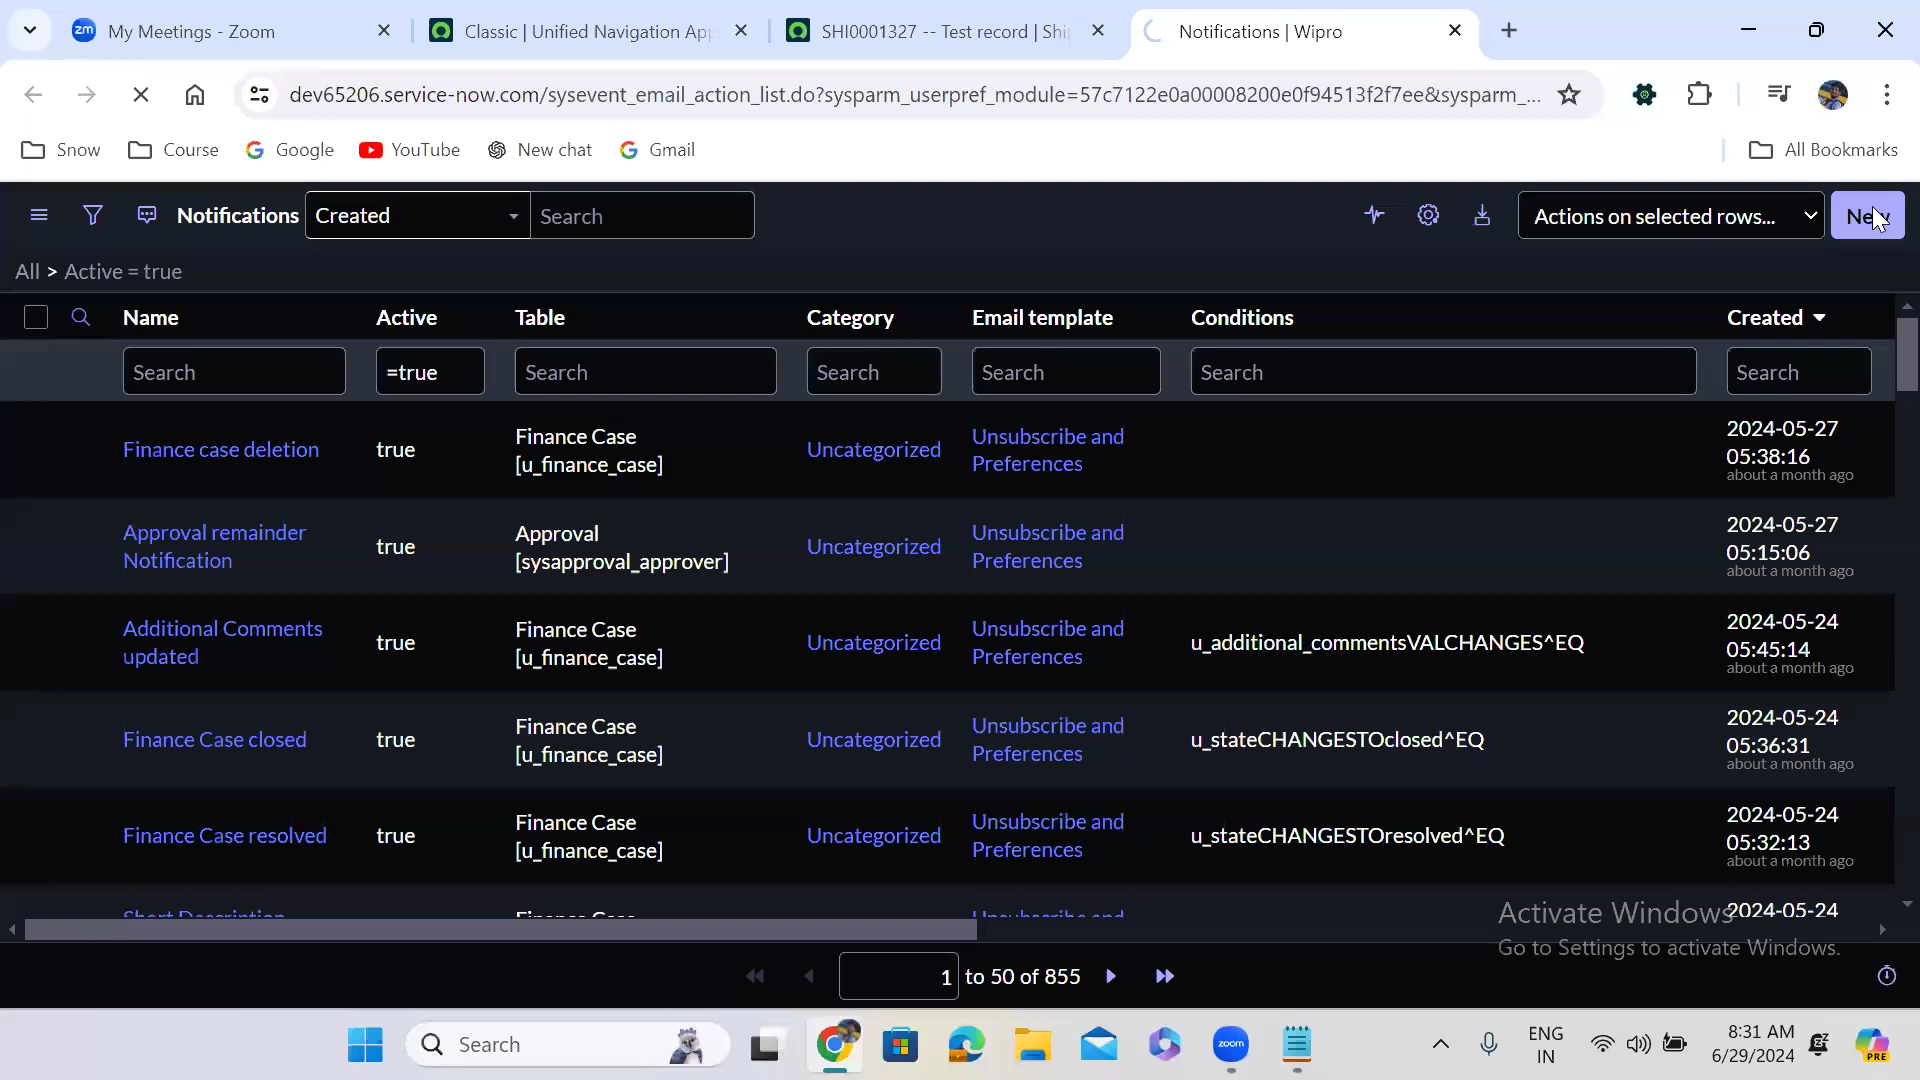 My Meetings - Zoom
Classic | Unified Navigation App
SHI0001327 -- Test record | Shi
Notifications | Wipro
dev65206.service-now.com/sysevent_email_action_list.do?sysparm_userpref_module=57c7122e0a00008200e0f94513f2f7ee&sysparm_...
Snow
Course
Google
YouTube
New chat
Gmail
All Bookmarks
Notifications
Created
Search
Actions on selected rows...
New
All > Active = true
Name
Active
Table
Category
Email template
Conditions
Created
Search
=true
Search
Search
Search
Search
Search
Finance case deletion
true
Finance Case
[u_finance_case]
Uncategorized
Unsubscribe and
Preferences
2024-05-27
05:38:16
about a month ago
Approval remainder
Notification
true
Approval
[sysapproval_approver]
Uncategorized
Unsubscribe and
Preferences
2024-05-27
05:15:06
about a month ago
Additional Comments
updated
true
Finance Case
[u_finance_case]
Uncategorized
Unsubscribe and
Preferences
u_additional_commentsVALCHANGES^EQ
2024-05-24
05:45:14
about a month ago
Finance Case closed
true
Finance Case
[u_finance_case]
Uncategorized
Unsubscribe and
Preferences
u_stateCHANGESTOclosed^EQ
2024-05-24
05:36:31
about a month ago
Finance Case resolved
true
Finance Case
[u_finance_case]
Uncategorized
Unsubscribe and
Preferences
u_stateCHANGESTOresolved^EQ
2024-05-24
05:32:13
about a month ago
Short Description
Finance Case
Unsubscribe and
2024-05-24
Activate Windows
Go to Settings to activate Windows.
1 to 50 of 855
Search
zoom
ENG
IN
8:31 AM
6/29/2024
PRE